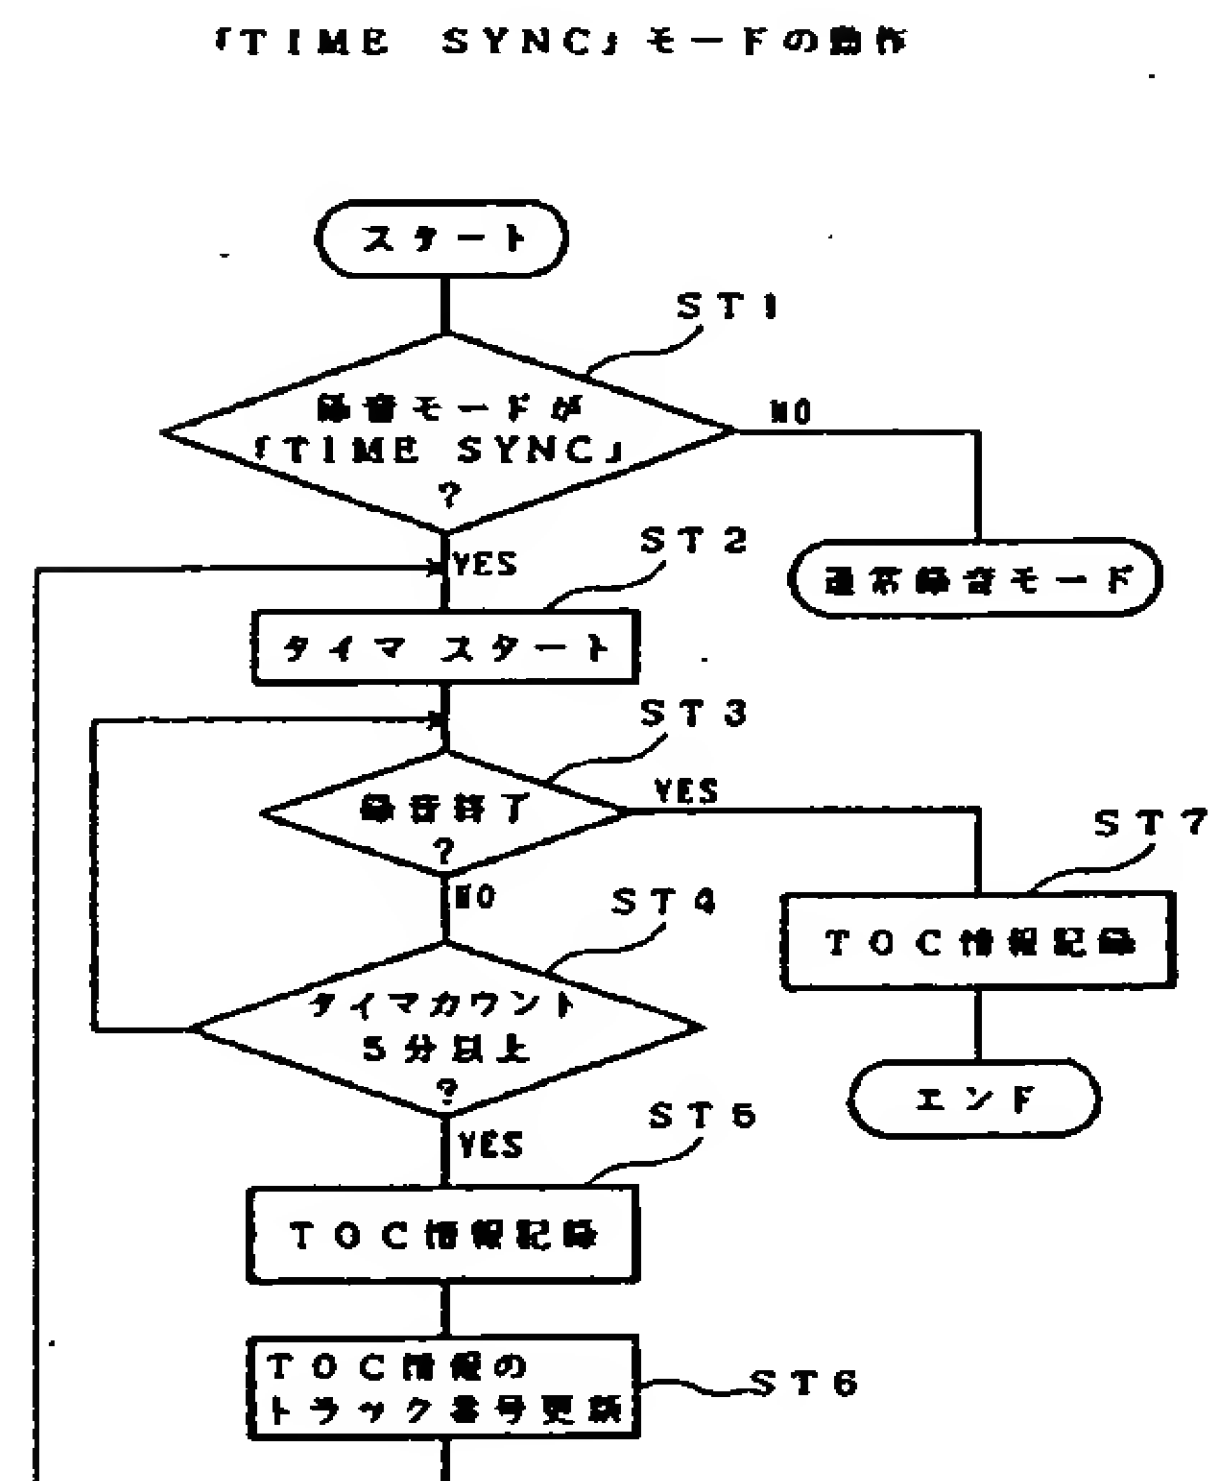 「TIME SYNC」モードの動作
スタート
ST1
録音モードが
「TIME SYNC」
?
NO
YES
ST2
通常録音モード
タイマ スタート
ST3
録音終了
?
YES
ST7
NO
ST4
TOC情報記録
タイマカウント
5分以上
?
エンド
ST5
YES
TOC情報記録
TOC情報の
トラック番号更新
ST6